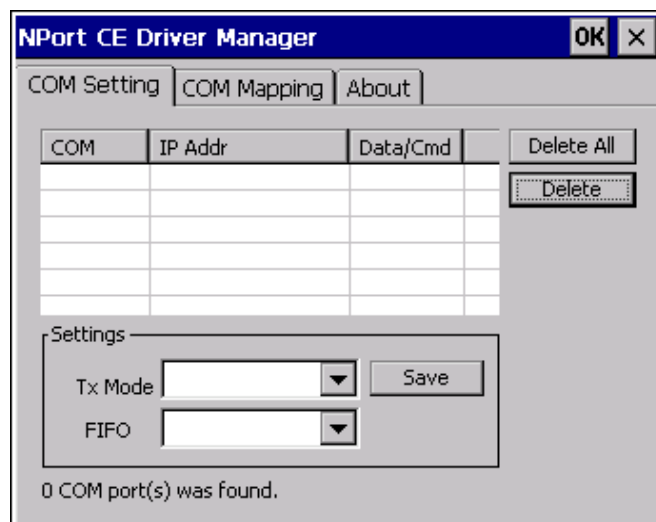 NPort CE Driver Manager OK ×
COM Setting COM Mapping About
COM IP Addr Data/Cmd Delete All
Delete
Settings
Tx Mode Save
FIFO
0 COM port(s) was found.